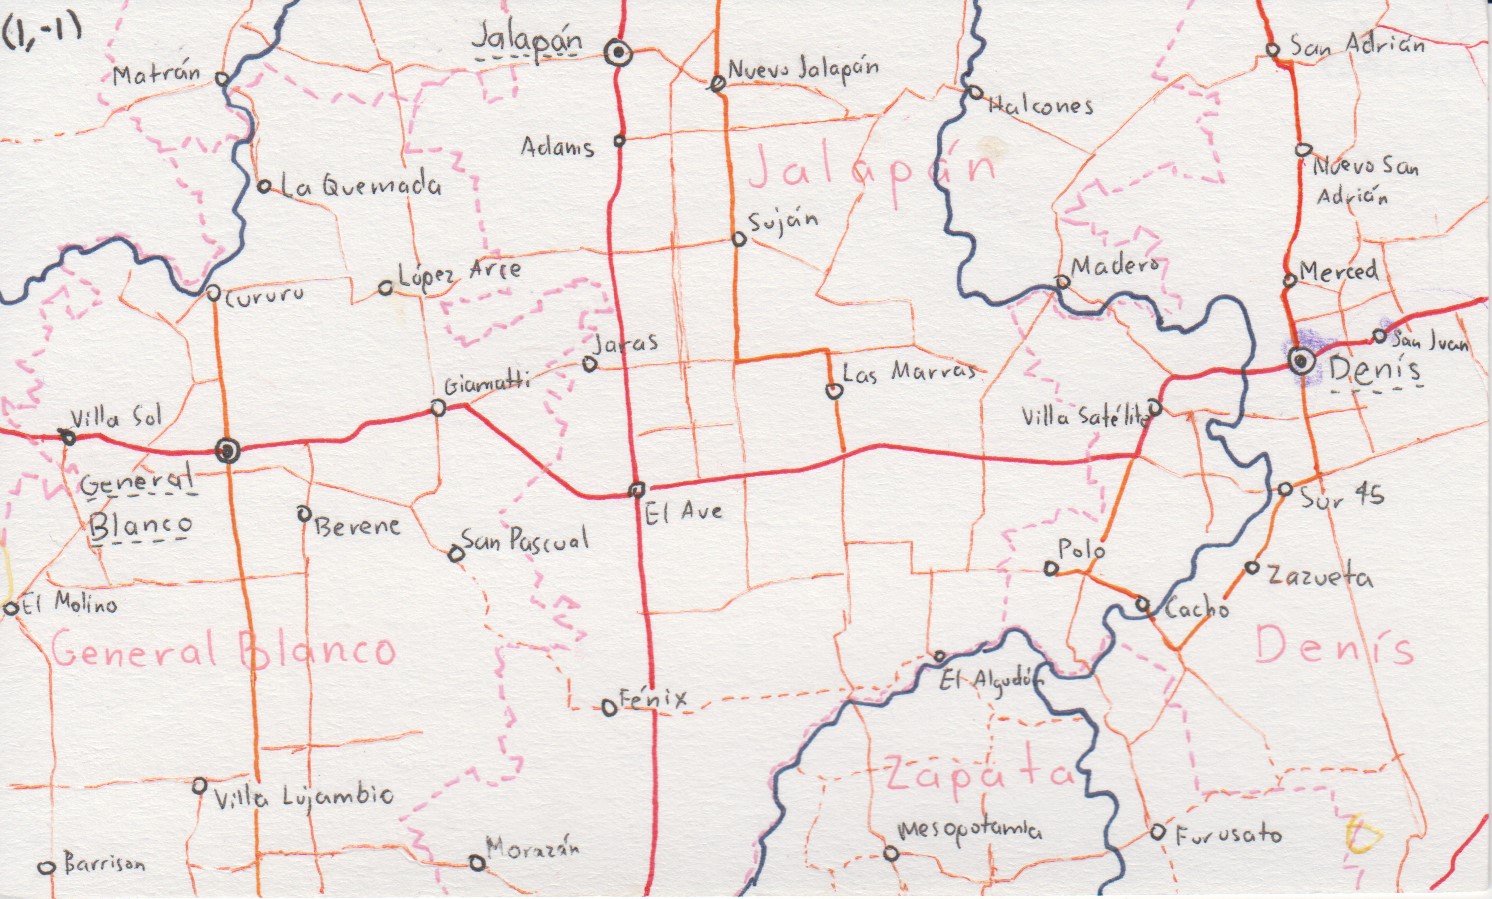 (1,-1)
Jalapán
San Adrián
Matrán
Nuevo Jalapán
Halcones
Adams
Jalapán
Nuevo San
Adrián
La Quemada
Suján
López Arce
Madero
Merced
Cururu
Jaras
San Juan
Giamatti
Las Marras
Denís
Villa Sol
Villa Satélite
General
Blanco
Berene
El Ave
Sur 45
San Pascual
Polo
Zazueta
El Molino
Cacho
General Blanco
Denís
El Algodón
Fénix
Zapata
Villa Lujambio
Mesopotamia
Furusato
Morazán
Barrison